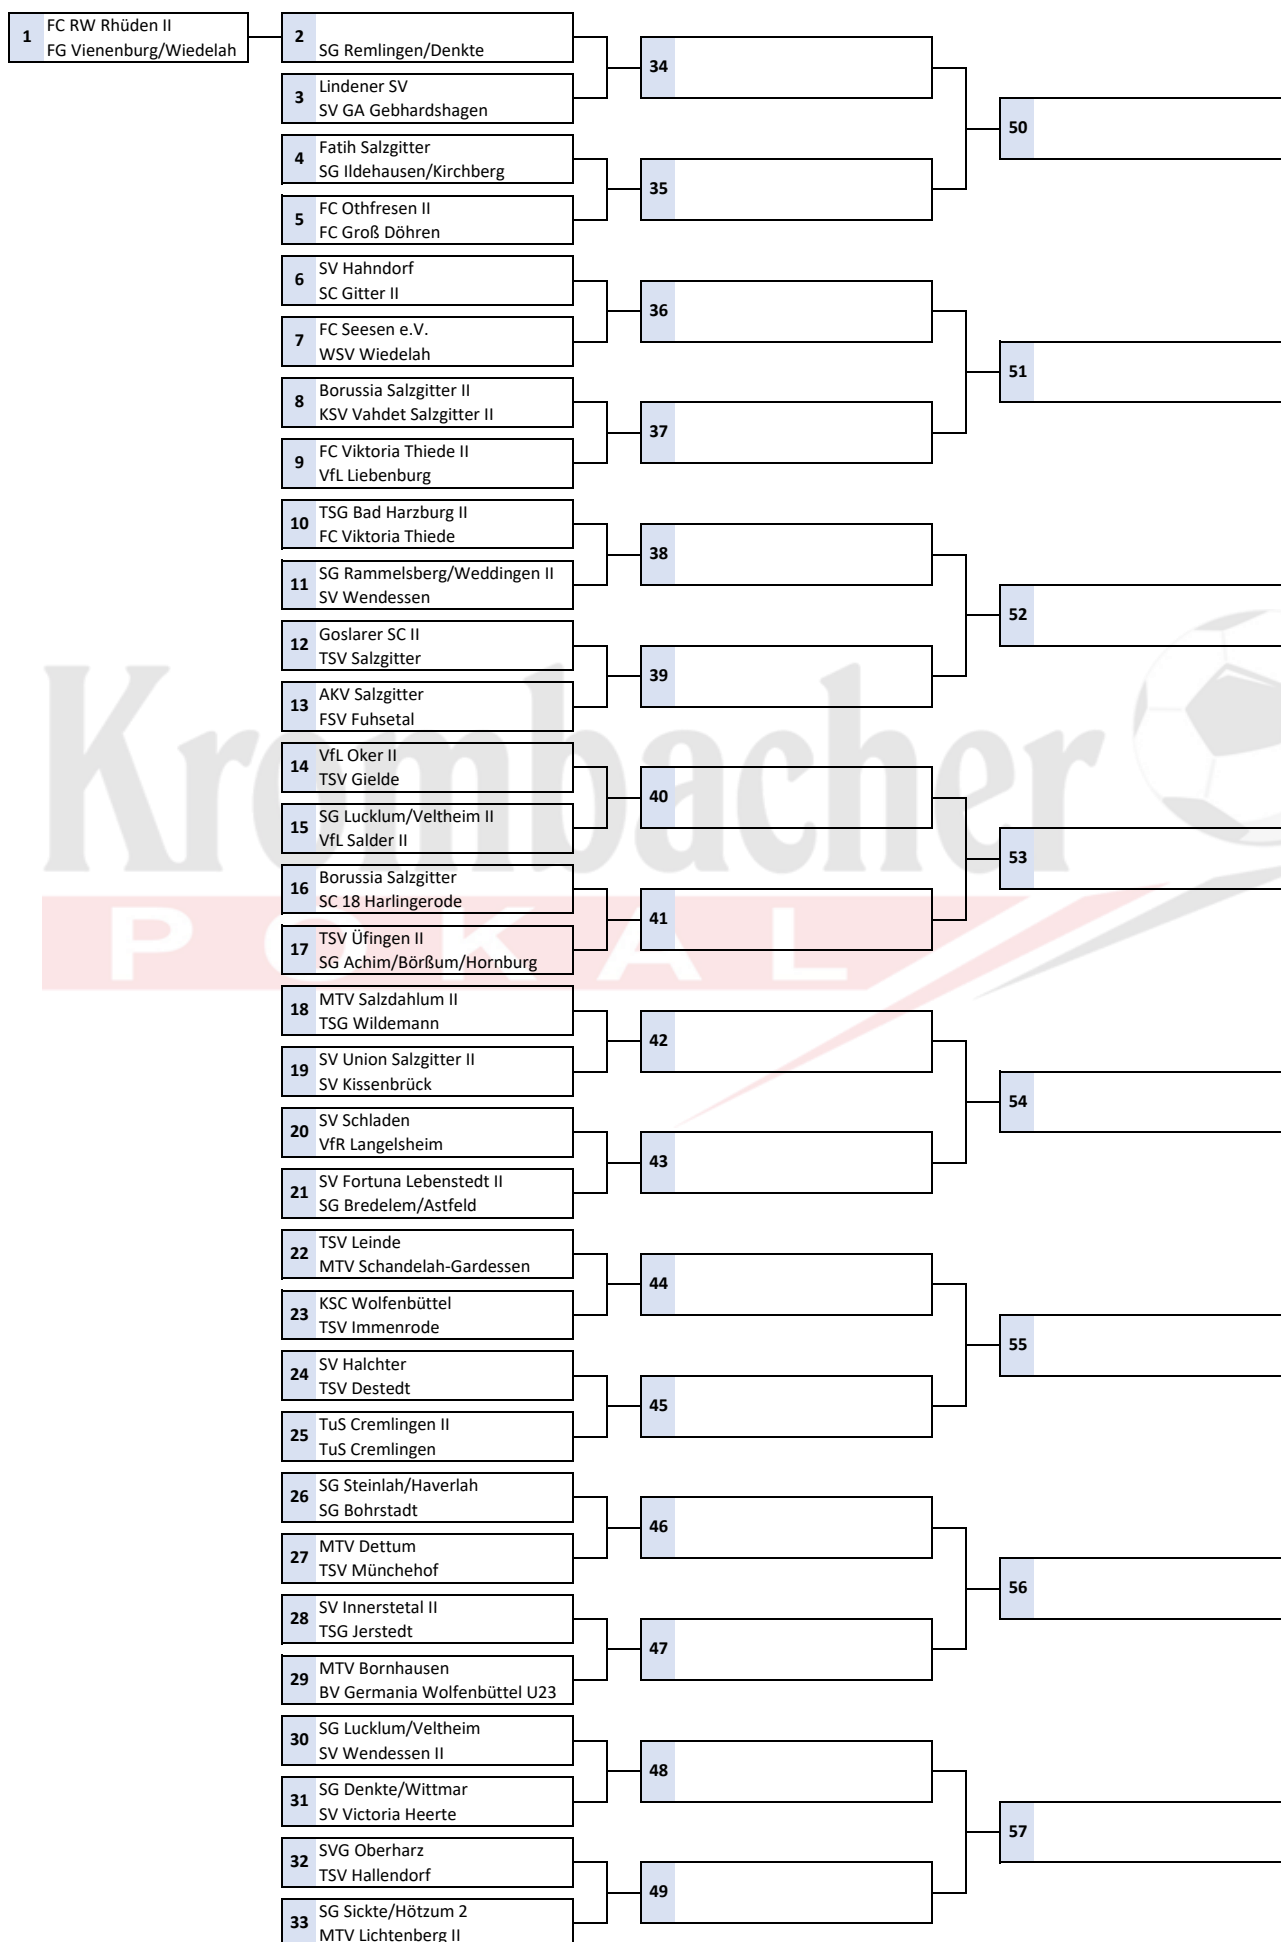 1
FC RW Rhüden II
FG Vienenburg/Wiedelah
2
SG Remlingen/Denkte
3
Lindener SV
SV GA Gebhardshagen
4
Fatih Salzgitter
SG Ildehausen/Kirchberg
5
FC Othfresen II
FC Groß Döhren
6
SV Hahndorf
SC Gitter II
7
FC Seesen e.V.
WSV Wiedelah
8
Borussia Salzgitter II
KSV Vahdet Salzgitter II
9
FC Viktoria Thiede II
VfL Liebenburg
10
TSG Bad Harzburg II
FC Viktoria Thiede
11
SG Rammelsberg/Weddingen II
SV Wendessen
12
Goslarer SC II
TSV Salzgitter
13
AKV Salzgitter
FSV Fuhsetal
14
VfL Oker II
TSV Gielde
15
SG Lucklum/Veltheim II
VfL Salder II
16
Borussia Salzgitter
SC 18 Harlingerode
17
TSV Üfingen II
SG Achim/Börßum/Hornburg
18
MTV Salzdahlum II
TSG Wildemann
19
SV Union Salzgitter II
SV Kissenbrück
20
SV Schladen
VfR Langelsheim
21
SV Fortuna Lebenstedt II
SG Bredelem/Astfeld
22
TSV Leinde
MTV Schandelah-Gardessen
23
KSC Wolfenbüttel
TSV Immenrode
24
SV Halchter
TSV Destedt
25
TuS Cremlingen II
TuS Cremlingen
26
SG Steinlah/Haverlah
SG Bohrstadt
27
MTV Dettum
TSV Münchehof
28
SV Innerstetal II
TSG Jerstedt
29
MTV Bornhausen
BV Germania Wolfenbüttel U23
30
SG Lucklum/Veltheim
SV Wendessen II
31
SG Denkte/Wittmar
SV Victoria Heerte
32
SVG Oberharz
TSV Hallendorf
33
SG Sickte/Hötzum 2
MTV Lichtenberg II
34
35
36
37
38
39
40
41
42
43
44
45
46
47
48
49
50
51
52
53
54
55
56
57
Krombacher
POKAL